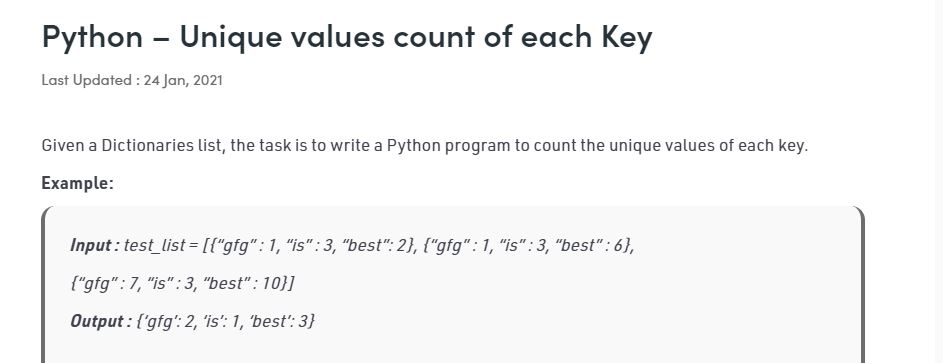 Python – Unique values count of each Key
Last Updated : 24 Jan, 2021
Given a Dictionaries list, the task is to write a Python program to count the unique values of each key.
Example:
Input : test_list = [{“gfg” : 1, “is” : 3, “best”: 2}, {“gfg” : 1, “is” : 3, “best” : 6},
{“gfg” : 7, “is” : 3, “best” : 10}]
Output : {‘gfg’: 2, ‘is’: 1, ‘best’: 3}